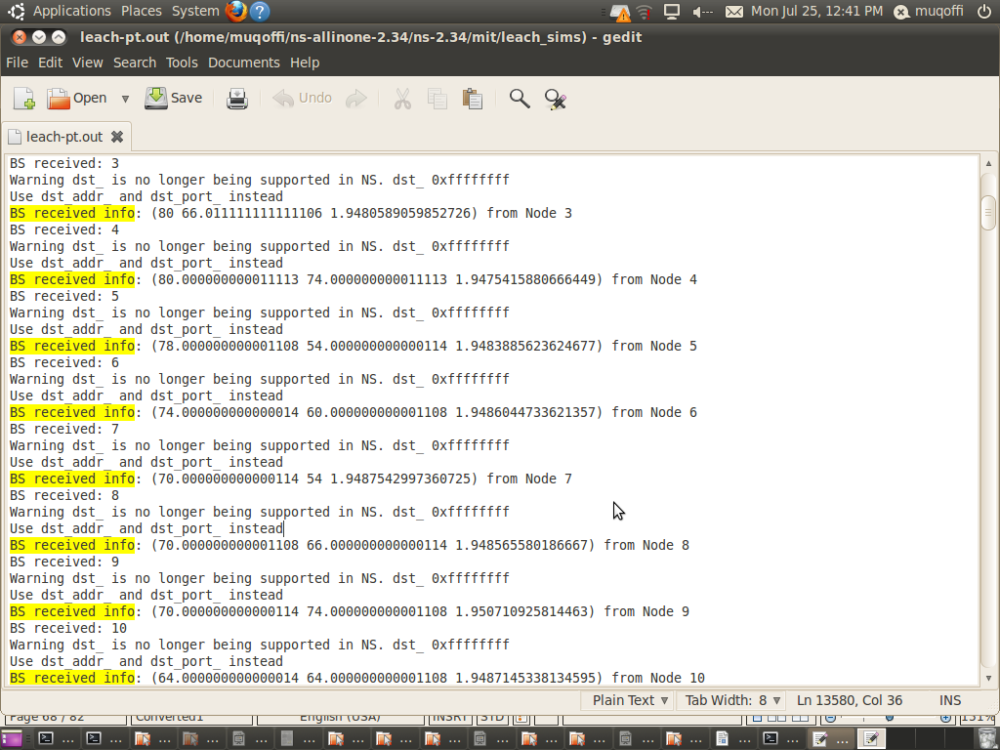 Applications Places System Mon Jul 25, 12:41 PM muqoffi
leach-pt.out (/home/muqoffi/ns-allinone-2.34/ns-2.34/mit/leach_sims) - gedit
File Edit View Search Tools Documents Help
Open Save Undo
leach-pt.out
BS received: 3
Warning dst_ is no longer being supported in NS. dst_ 0xffffffff
Use dst_addr_ and dst_port_ instead
BS received info: (80 66.011111111111106 1.9480589059852726) from Node 3
BS received: 4
Warning dst_ is no longer being supported in NS. dst_ 0xffffffff
Use dst_addr_ and dst_port_ instead
BS received info: (80.000000000011113 74.000000000011113 1.9475415880666449) from Node 4
BS received: 5
Warning dst_ is no longer being supported in NS. dst_ 0xffffffff
Use dst_addr_ and dst_port_ instead
BS received info: (78.000000000001108 54.000000000000114 1.9483885623624677) from Node 5
BS received: 6
Warning dst_ is no longer being supported in NS. dst_ 0xffffffff
Use dst_addr_ and dst_port_ instead
BS received info: (74.000000000000014 60.000000000001108 1.9486044733621357) from Node 6
BS received: 7
Warning dst_ is no longer being supported in NS. dst_ 0xffffffff
Use dst_addr_ and dst_port_ instead
BS received info: (70.000000000000114 54 1.9487542997360725) from Node 7
BS received: 8
Warning dst_ is no longer being supported in NS. dst_ 0xffffffff
Use dst_addr_ and dst_port_ instead
BS received info: (70.000000000001108 66.000000000000114 1.948565580186667) from Node 8
BS received: 9
Warning dst_ is no longer being supported in NS. dst_ 0xffffffff
Use dst_addr_ and dst_port_ instead
BS received info: (70.000000000000114 74.000000000001108 1.950710925814463) from Node 9
BS received: 10
Warning dst_ is no longer being supported in NS. dst_ 0xffffffff
Use dst_addr_ and dst_port_ instead
BS received info: (64.000000000000014 64.000000000001108 1.9487145338134595) from Node 10
Plain Text Tab Width: 8 Ln 13580, Col 36 INS
Page 68 / 82 Converted1 English (USA) INSRT STD 131%
... ... ... ... ... ... ... ... ... ... ... ... ... ... ... ... ... ...